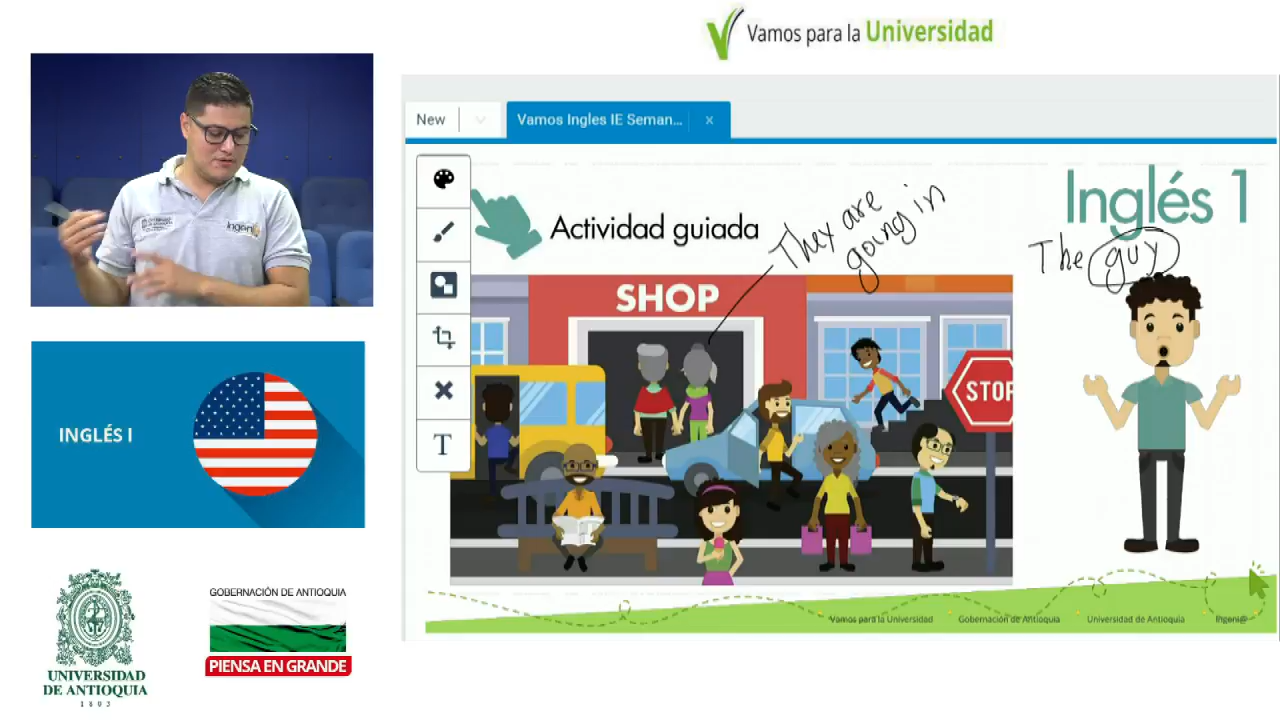 Vamos para la Universidad
New
Vamos Ingles IE Seman...
Inglés 1
They are
going in
Actividad guiada
The guy
SHOP
STOP
T
INGLÉS I
UNIVERSIDAD
DE ANTIOQUIA
1803
GOBERNACIÓN DE ANTIOQUIA
PIENSA EN GRANDE
Vamos para la Universidad
Gobernación de Antioquia
Universidad de Antioquia
Ingeni@